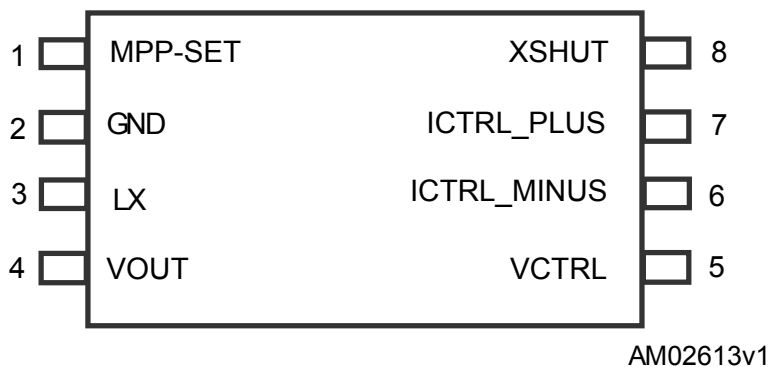 1 MPP-SET XSHUT 8
2 GND ICTRL_PLUS 7
3 LX ICTRL_MINUS 6
4 VOUT VCTRL 5
AM02613v1